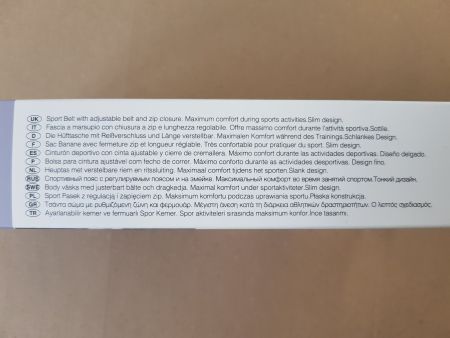 UK Sport Belt with adjustable belt and zip closure. Maximum comfort during sports activities.Slim design.
IT Fascia a marsupio con chiusura a zip e lunghezza regolabile. Offre massimo comfort durante l'attività sportiva.Sottile.
D Die Hüfttasche mit Reißverschluss und Länge verstellbar. Maximalen Komfort während des Trainings.Schlankes Design.
F Sac Banane avec fermeture zip et longueur réglable. Très confortable pour pratiquer du sport. Slim design.
ES Cinturón deportivo con cinta ajustable y cierre de cremallera. Máximo comfort durante las actividades deportivas. Diseño delgado.
P Bolsa para cintura ajustável com fecho de correr. Máximo conforto durante as actividades desportivas. Design fino.
NL Heuptas met verstelbare riem en ritssluiting. Maximaal comfort tijdens het sporten.Slank design.
RUS Спортивный пояс с регулируемым поясом и на змейке. Максимальный комфорт во время занятий спортом.Тонкий дизайн.
SWE Body väska med justerbart bälte och dragkedja. Maximal komfort under sportaktiviteter.Slim design.
PL Sport Pasek z regulacją i zapięciem zip. Maksimum komfortu podczas uprawiania sportu.Płaska konstrukcja.
GR Τσάντα σώμα με ρυθμιζόμενη ζώνη και φερμουάρ. Μέγιστη άνεση κατά τη διάρκεια αθλητικών δραστηριοτήτων. Ο λεπτός σχεδιασμός.
TR Ayarlanabilir kemer ve fermuarlı Spor Kemer. Spor aktiviteleri sırasında maksimum konfor.İnce tasarımı.